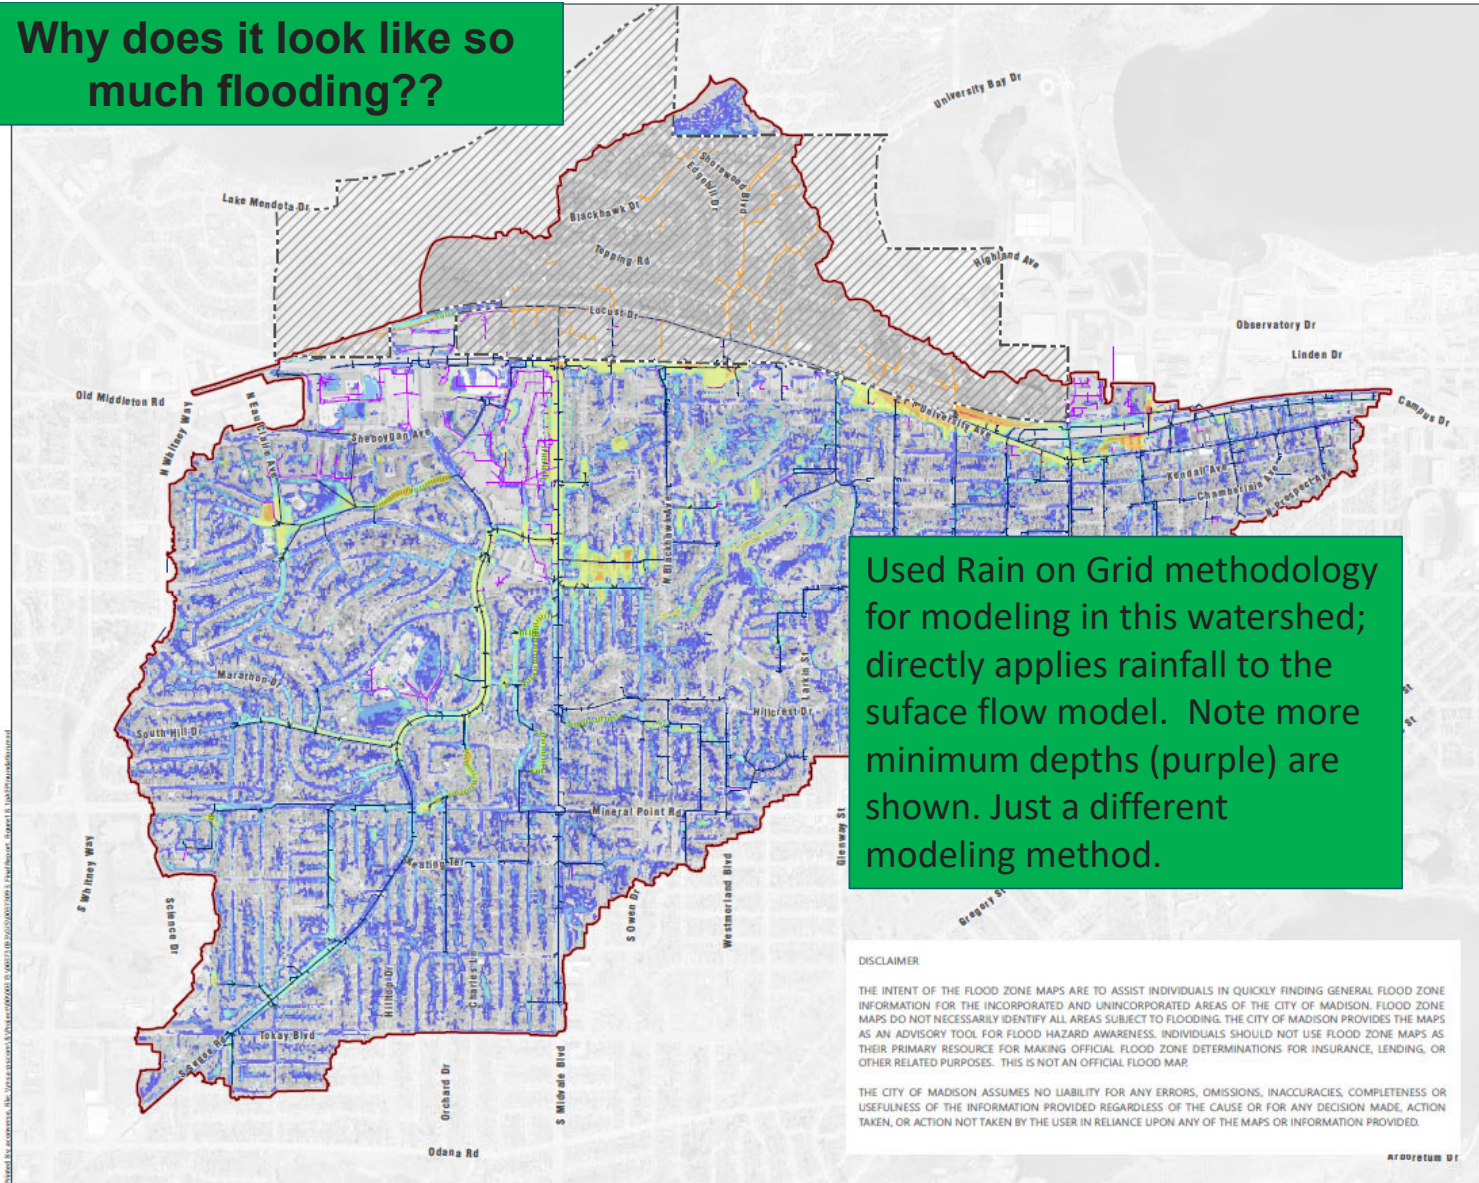 Why does it look like so
much flooding??
University Bay Dr
Lake Mendota Dr
Shorewood Blvd
Edgehill Dr
Blackhawk Dr
Topping Rd
Highland Ave
Locust Dr
Observatory Dr
Linden Dr
Old Middleton Rd
N Whitney Way
N Eau Claire Ave
Sheboygan Ave
University Ave
Campus Dr
Kendall Ave
Chamberlain Ave
N Prospect Ave
N Blackhawk Ave
Used Rain on Grid methodology
for modeling in this watershed;
directly applies rainfall to the
suface flow model. Note more
minimum depths (purple) are
shown. Just a different
modeling method.
Larkin St
Marathon Dr
Hillcrest Dr
South Hill Dr
St
St
Mineral Point Rd
Glenway St
Keating Ter
S Whitney Way
Science Dr
S Owen Dr
Westmorland Blvd
Gregory St
Hilltop Dr
Charles Ln
Tokay Blvd
S Segoe Rd
Orchard Dr
S Midvale Blvd
Odana Rd
Arboretum Dr
DISCLAIMER
THE INTENT OF THE FLOOD ZONE MAPS ARE TO ASSIST INDIVIDUALS IN QUICKLY FINDING GENERAL FLOOD ZONE
INFORMATION FOR THE INCORPORATED AND UNINCORPORATED AREAS OF THE CITY OF MADISON. FLOOD ZONE
MAPS DO NOT NECESSARILY IDENTIFY ALL AREAS SUBJECT TO FLOODING. THE CITY OF MADISON PROVIDES THE MAPS
AS AN ADVISORY TOOL FOR FLOOD HAZARD AWARENESS. INDIVIDUALS SHOULD NOT USE FLOOD ZONE MAPS AS
THEIR PRIMARY RESOURCE FOR MAKING OFFICIAL FLOOD ZONE DETERMINATIONS FOR INSURANCE, LENDING, OR
OTHER RELATED PURPOSES. THIS IS NOT AN OFFICIAL FLOOD MAP.
THE CITY OF MADISON ASSUMES NO LIABILITY FOR ANY ERRORS, OMISSIONS, INACCURACIES, COMPLETENESS OR
USEFULNESS OF THE INFORMATION PROVIDED REGARDLESS OF THE CAUSE OR FOR ANY DECISION MADE, ACTION
TAKEN, OR ACTION NOT TAKEN BY THE USER IN RELIANCE UPON ANY OF THE MAPS OR INFORMATION PROVIDED.